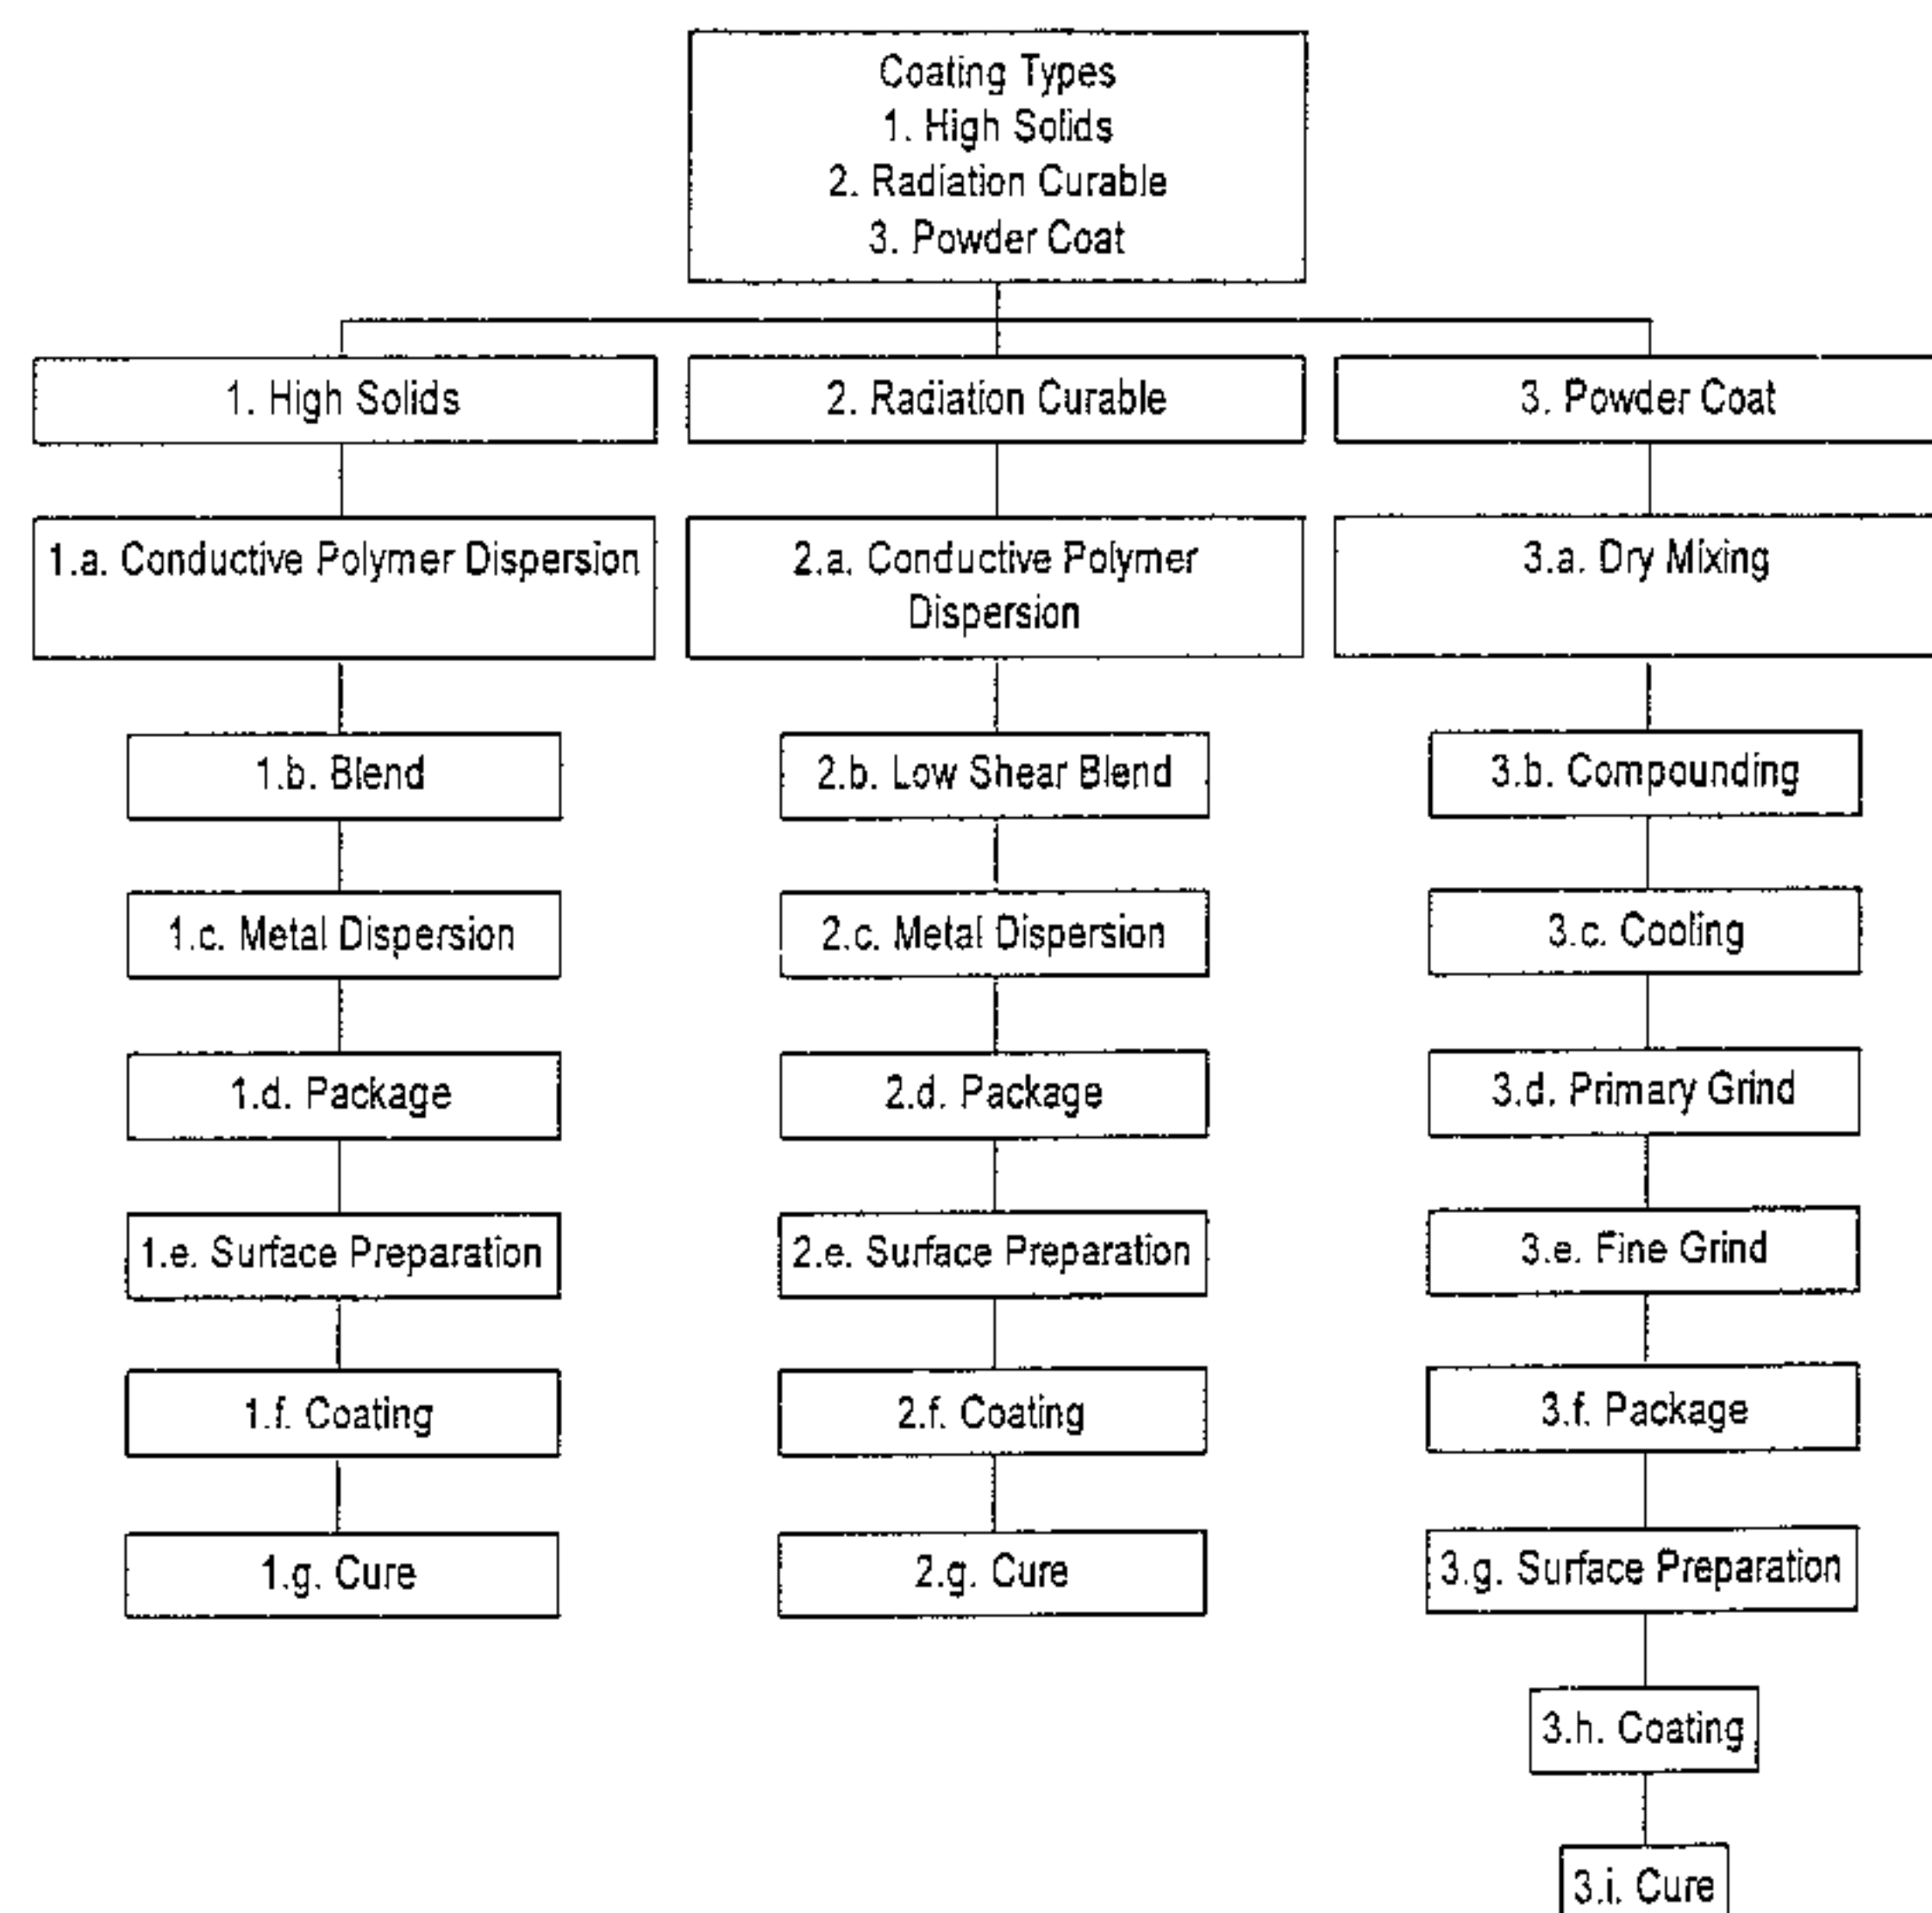 Coating Types
1. High Solids
2. Radiation Curable
3. Powder Coat
1. High Solids
2. Radiation Curable
3. Powder Coat
1.a. Conductive Polymer Dispersion
2.a. Conductive Polymer
Dispersion
3.a. Dry Mixing
1.b. Blend
2.b. Low Shear Blend
3.b. Compounding
1.c. Metal Dispersion
2.c. Metal Dispersion
3.c. Cooling
1.d. Package
2.d. Package
3.d. Primary Grind
1.e. Surface Preparation
2.e. Surface Preparation
3.e. Fine Grind
1.f. Coating
2.f. Coating
3.f. Package
1.g. Cure
2.g. Cure
3.g. Surface Preparation
3.h. Coating
3.i. Cure